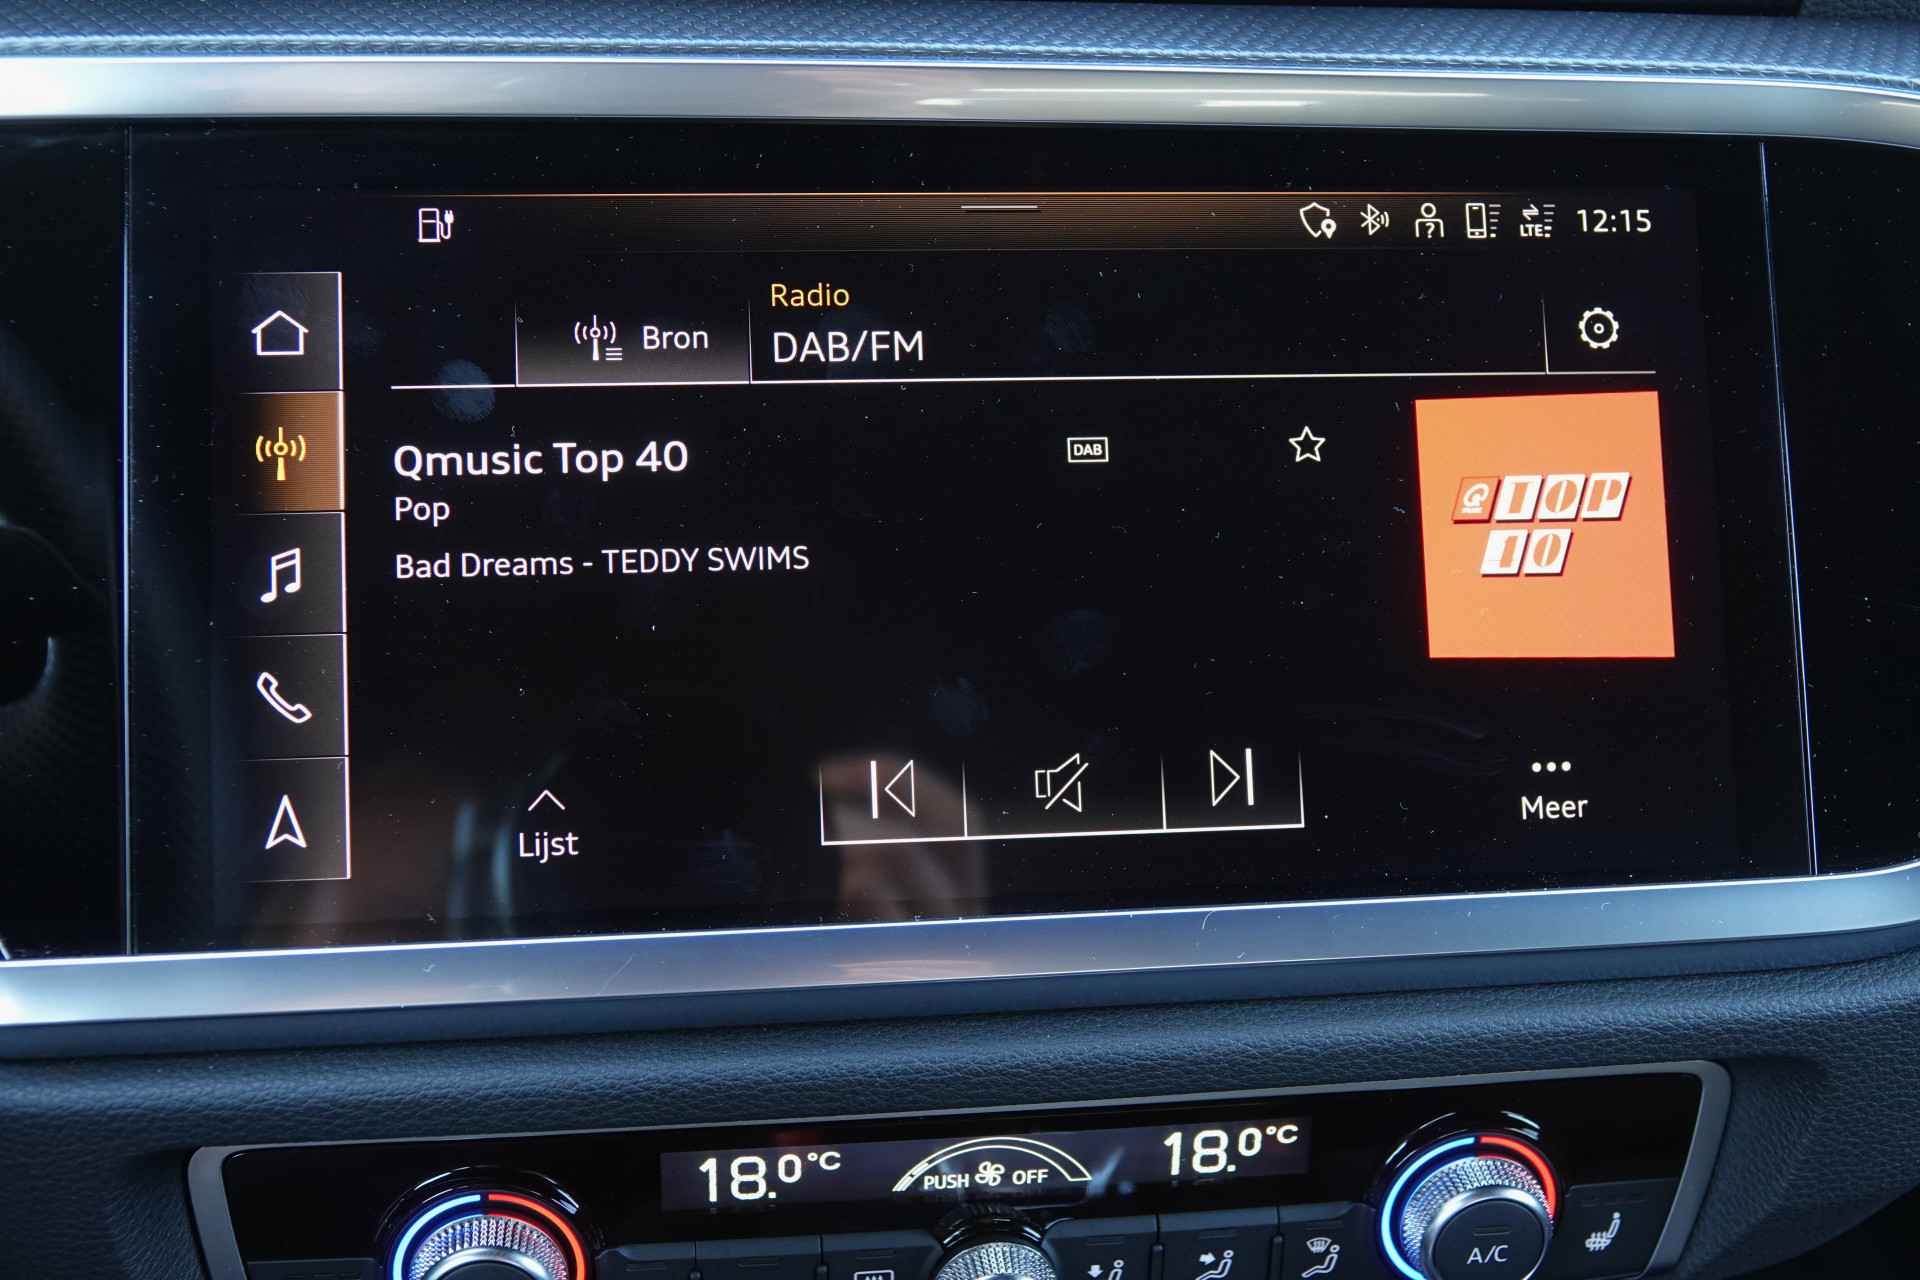 LTE 12:15
Radio
Bron
DAB/FM
Qmusic Top 40
DAB
Pop
Bad Dreams - TEDDY SWIMS
Q TOP
40
Lijst
Meer
18.0°C
PUSH OFF
18.0°C
A/C